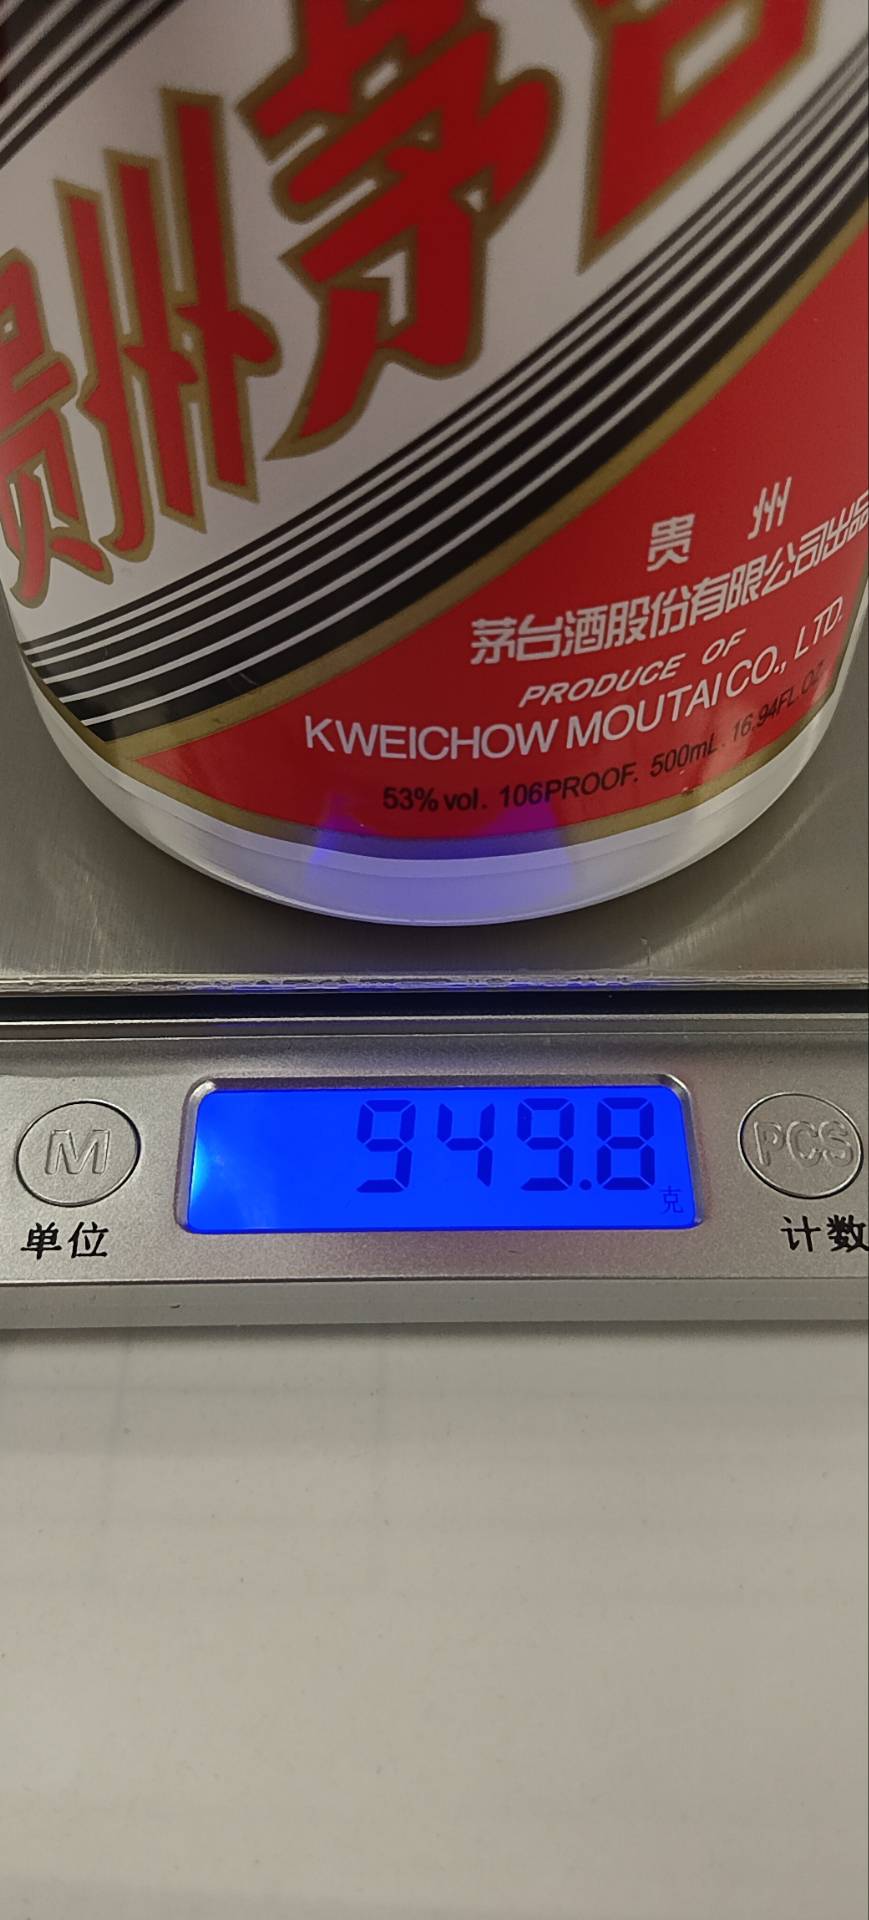 贵州茅台
贵州
茅台酒股份有限公司出品
PRODUCE OF
KWEICHOW MOUTAI CO., LTD.
53% vol. 106PROOF. 500mL. 16.94FL.OZ
949.8
克
M
PCS
单位
计数